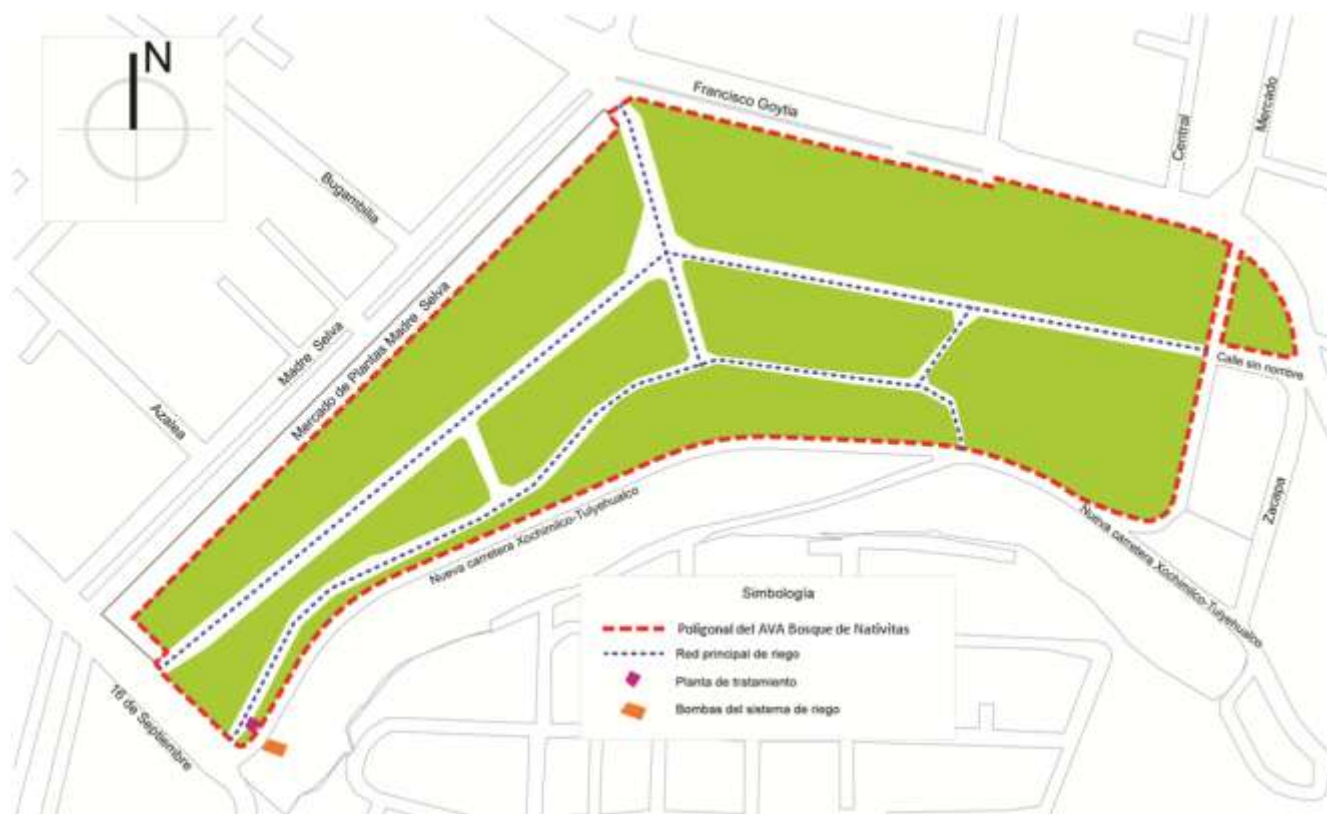 N
Francisco Goytia
Central
Mercado
Bugambilia
Madre Selva
Mercado de Plantas Madre Selva
Azalea
Calle sin nombre
Zacapa
Nueva carretera Xochimilco-Tulyehualco
Nueva carretera Xochimilco-Tulyehualco
16 de Septiembre
Simbología
Poligonal del AVA Bosque de Nativitas
Red principal de riego
Planta de tratamiento
Bombas del sistema de riego